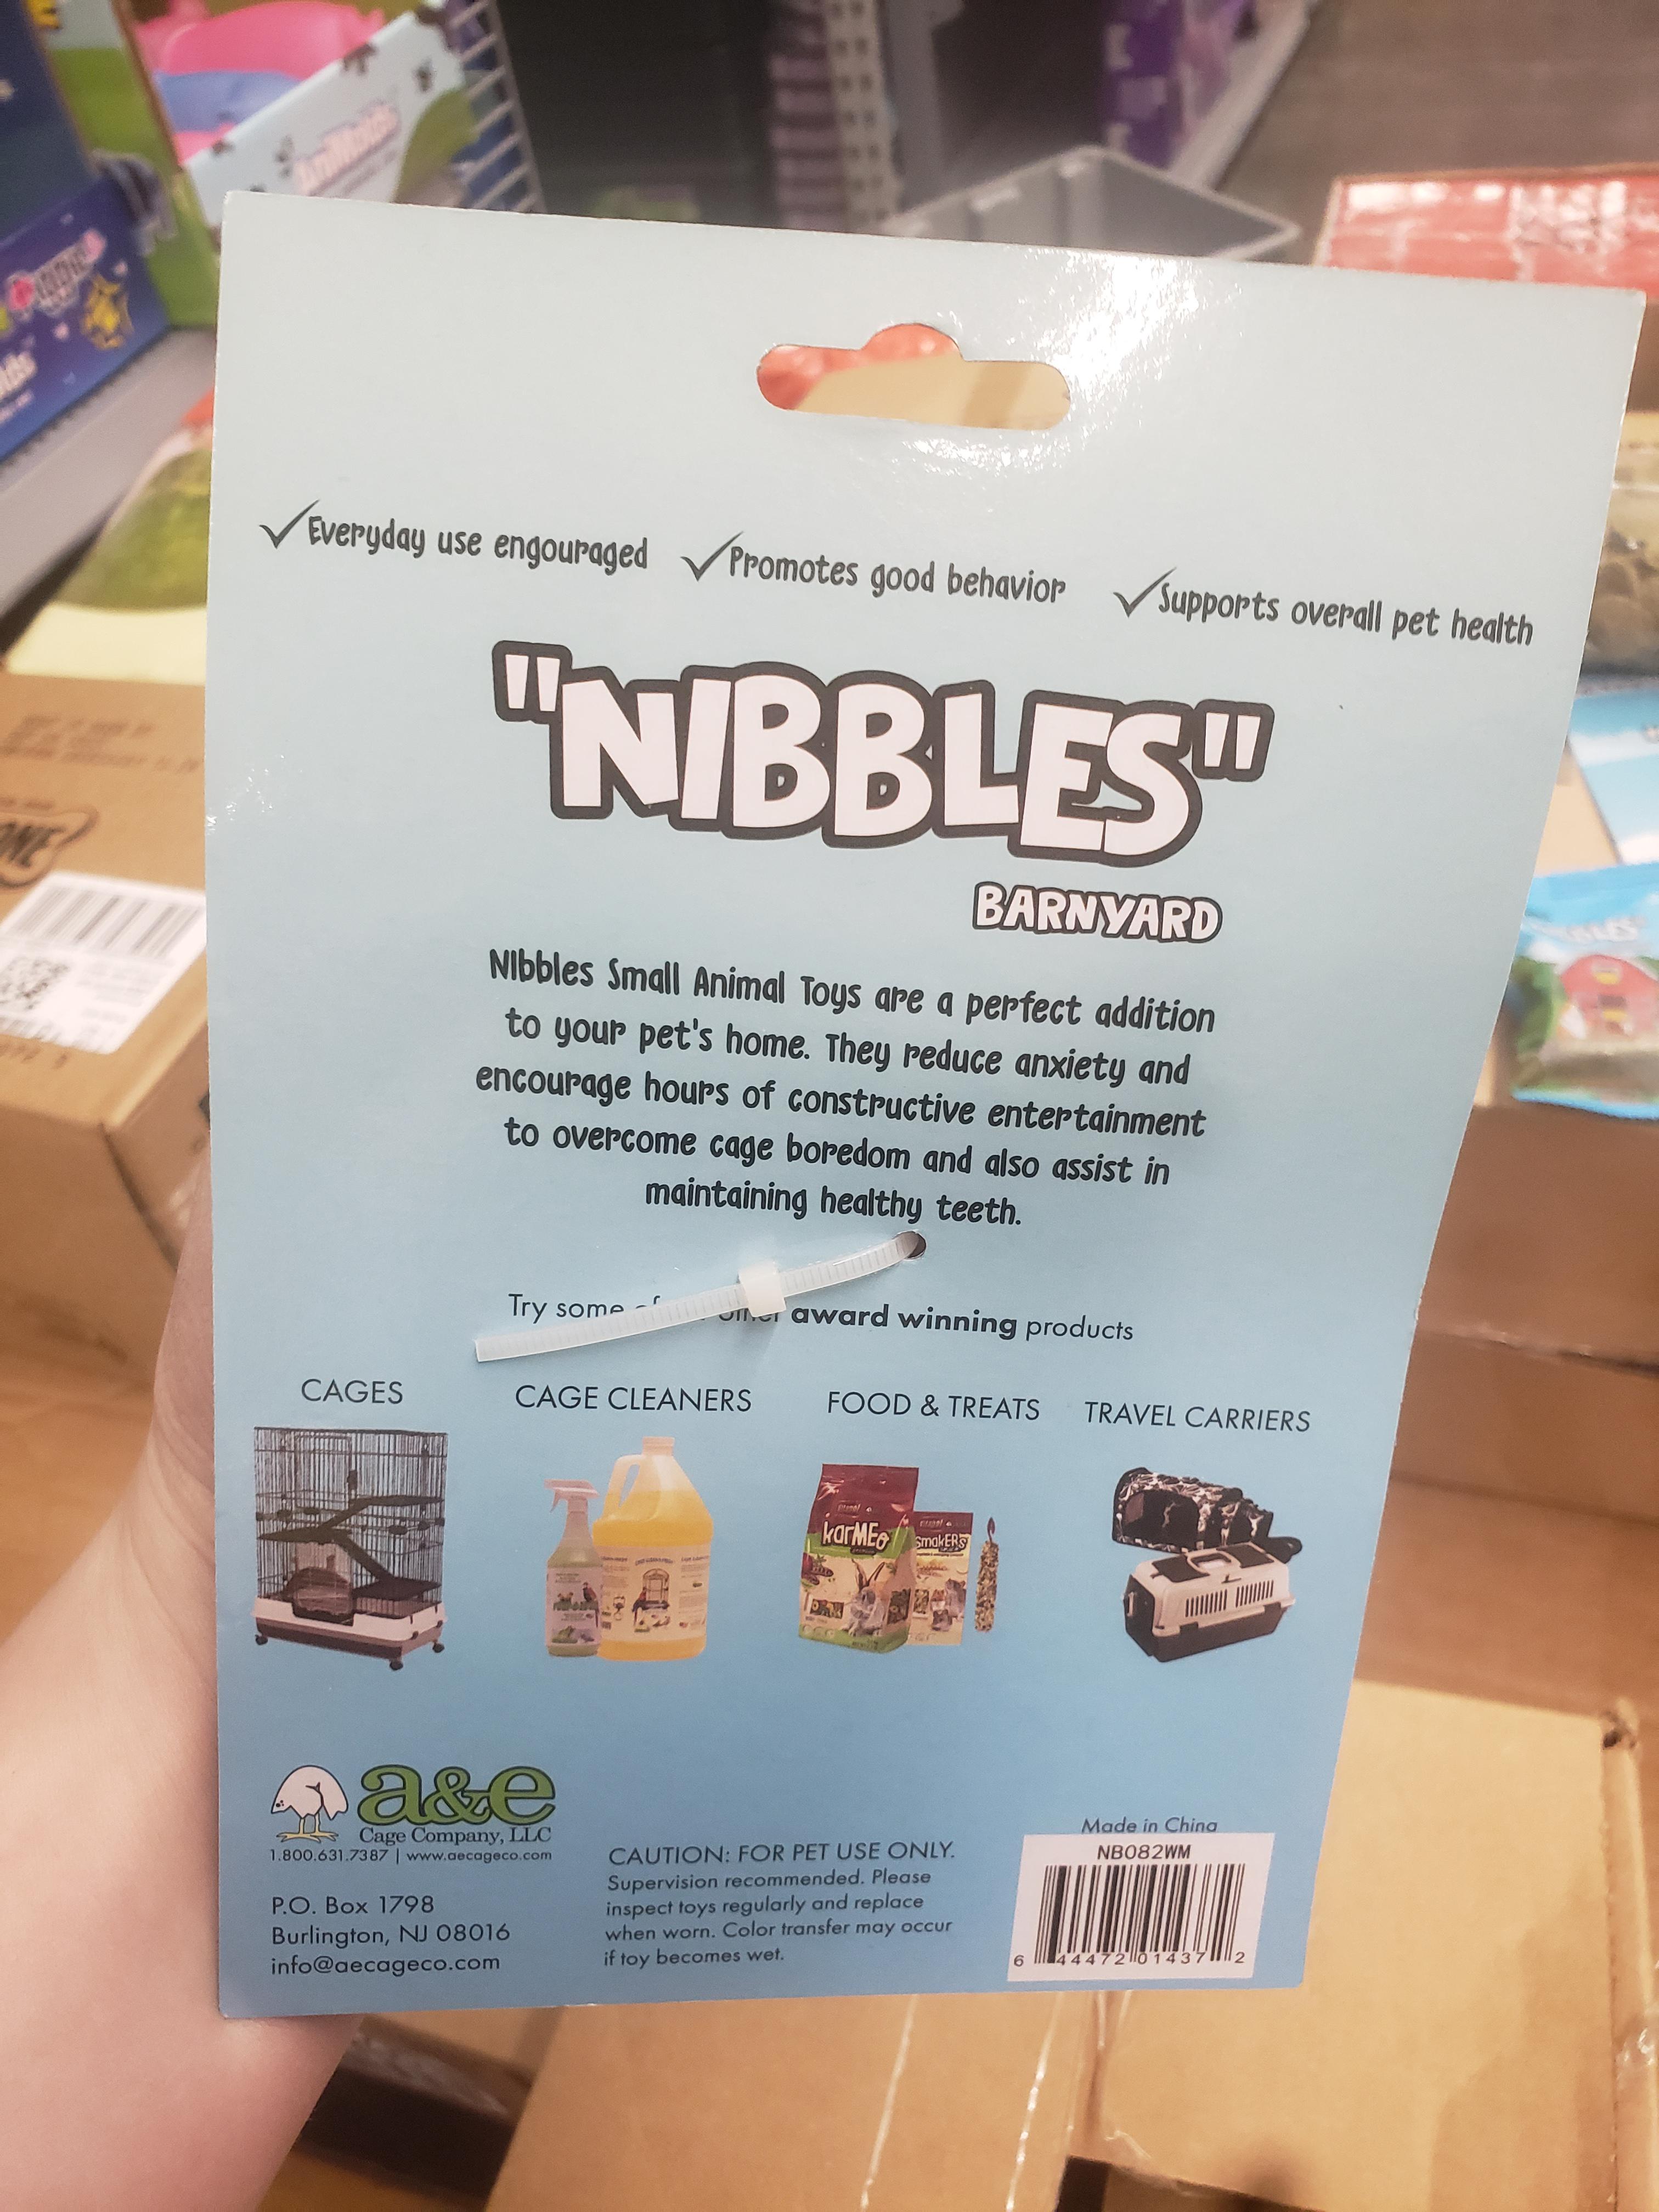 Everyday use engouraged
Promotes good behavior
Supports overall pet health
"NIBBLES"
BARNYARD
NIbbles Small Animal Toys are a perfect addition
to your pet's home. They reduce anxiety and
encourage hours of constructive entertainment
to overcome cage boredom and also assist in
maintaining healthy teeth.
Try some other award winning products
CAGES
CAGE CLEANERS
FOOD & TREATS
TRAVEL CARRIERS
karMEo
smakERs
a&e
Cage Company, LLC
1.800.631.7387 | www.aecageco.com
P.O. Box 1798
Burlington, NJ 08016
info@aecageco.com
CAUTION: FOR PET USE ONLY.
Supervision recommended. Please
inspect toys regularly and replace
when worn. Color transfer may occur
if toy becomes wet.
Made in China
NB082WM
6 44472 01437 2